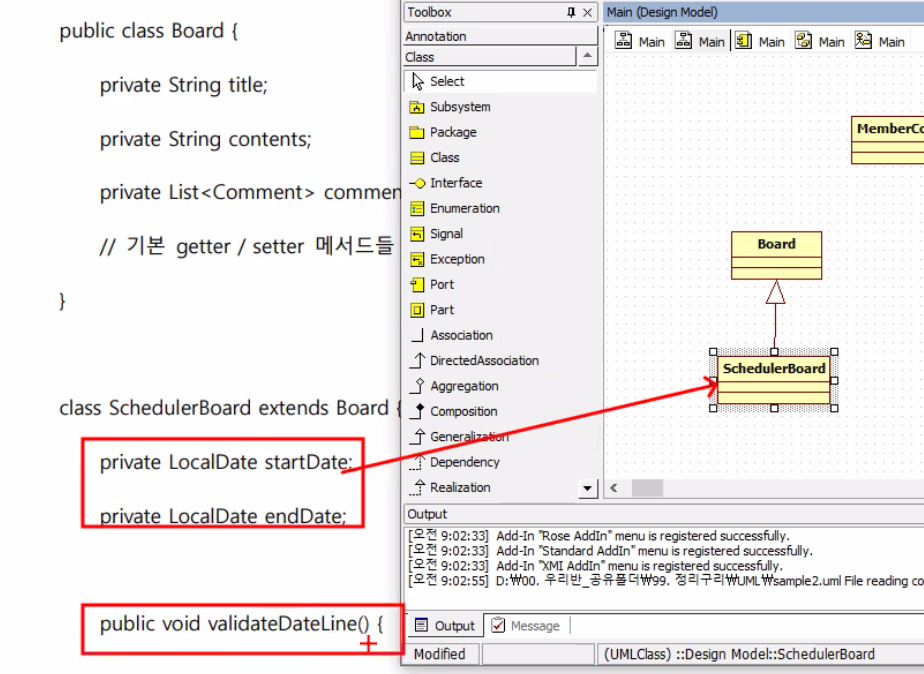 public class Board {
private String title;
private String contents;
private List<Comment> commen
// 기본 getter / setter 메서드들
}
class SchedulerBoard extends Board {
private LocalDate startDate;
private LocalDate endDate;
public void validateDateLine() {
Toolbox
Annotation
Class
Select
Subsystem
Package
Class
Interface
Enumeration
Signal
Exception
Port
Part
Association
DirectedAssociation
Aggregation
Composition
Generalization
Dependency
Realization
Main (Design Model)
Main Main Main Main Main
MemberCo
Board
SchedulerBoard
Output
[오전 9:02:33] Add-In "Rose AddIn" menu is registered successfully.
[오전 9:02:33] Add-In "Standard AddIn" menu is registered successfully.
[오전 9:02:33] Add-In "XMI AddIn" menu is registered successfully.
[오전 9:02:55] D:₩00. 우리반_공유폴더₩99. 정리구리₩UML₩sample2.uml File reading co
Output Message
Modified
(UMLClass) ::Design Model::SchedulerBoard